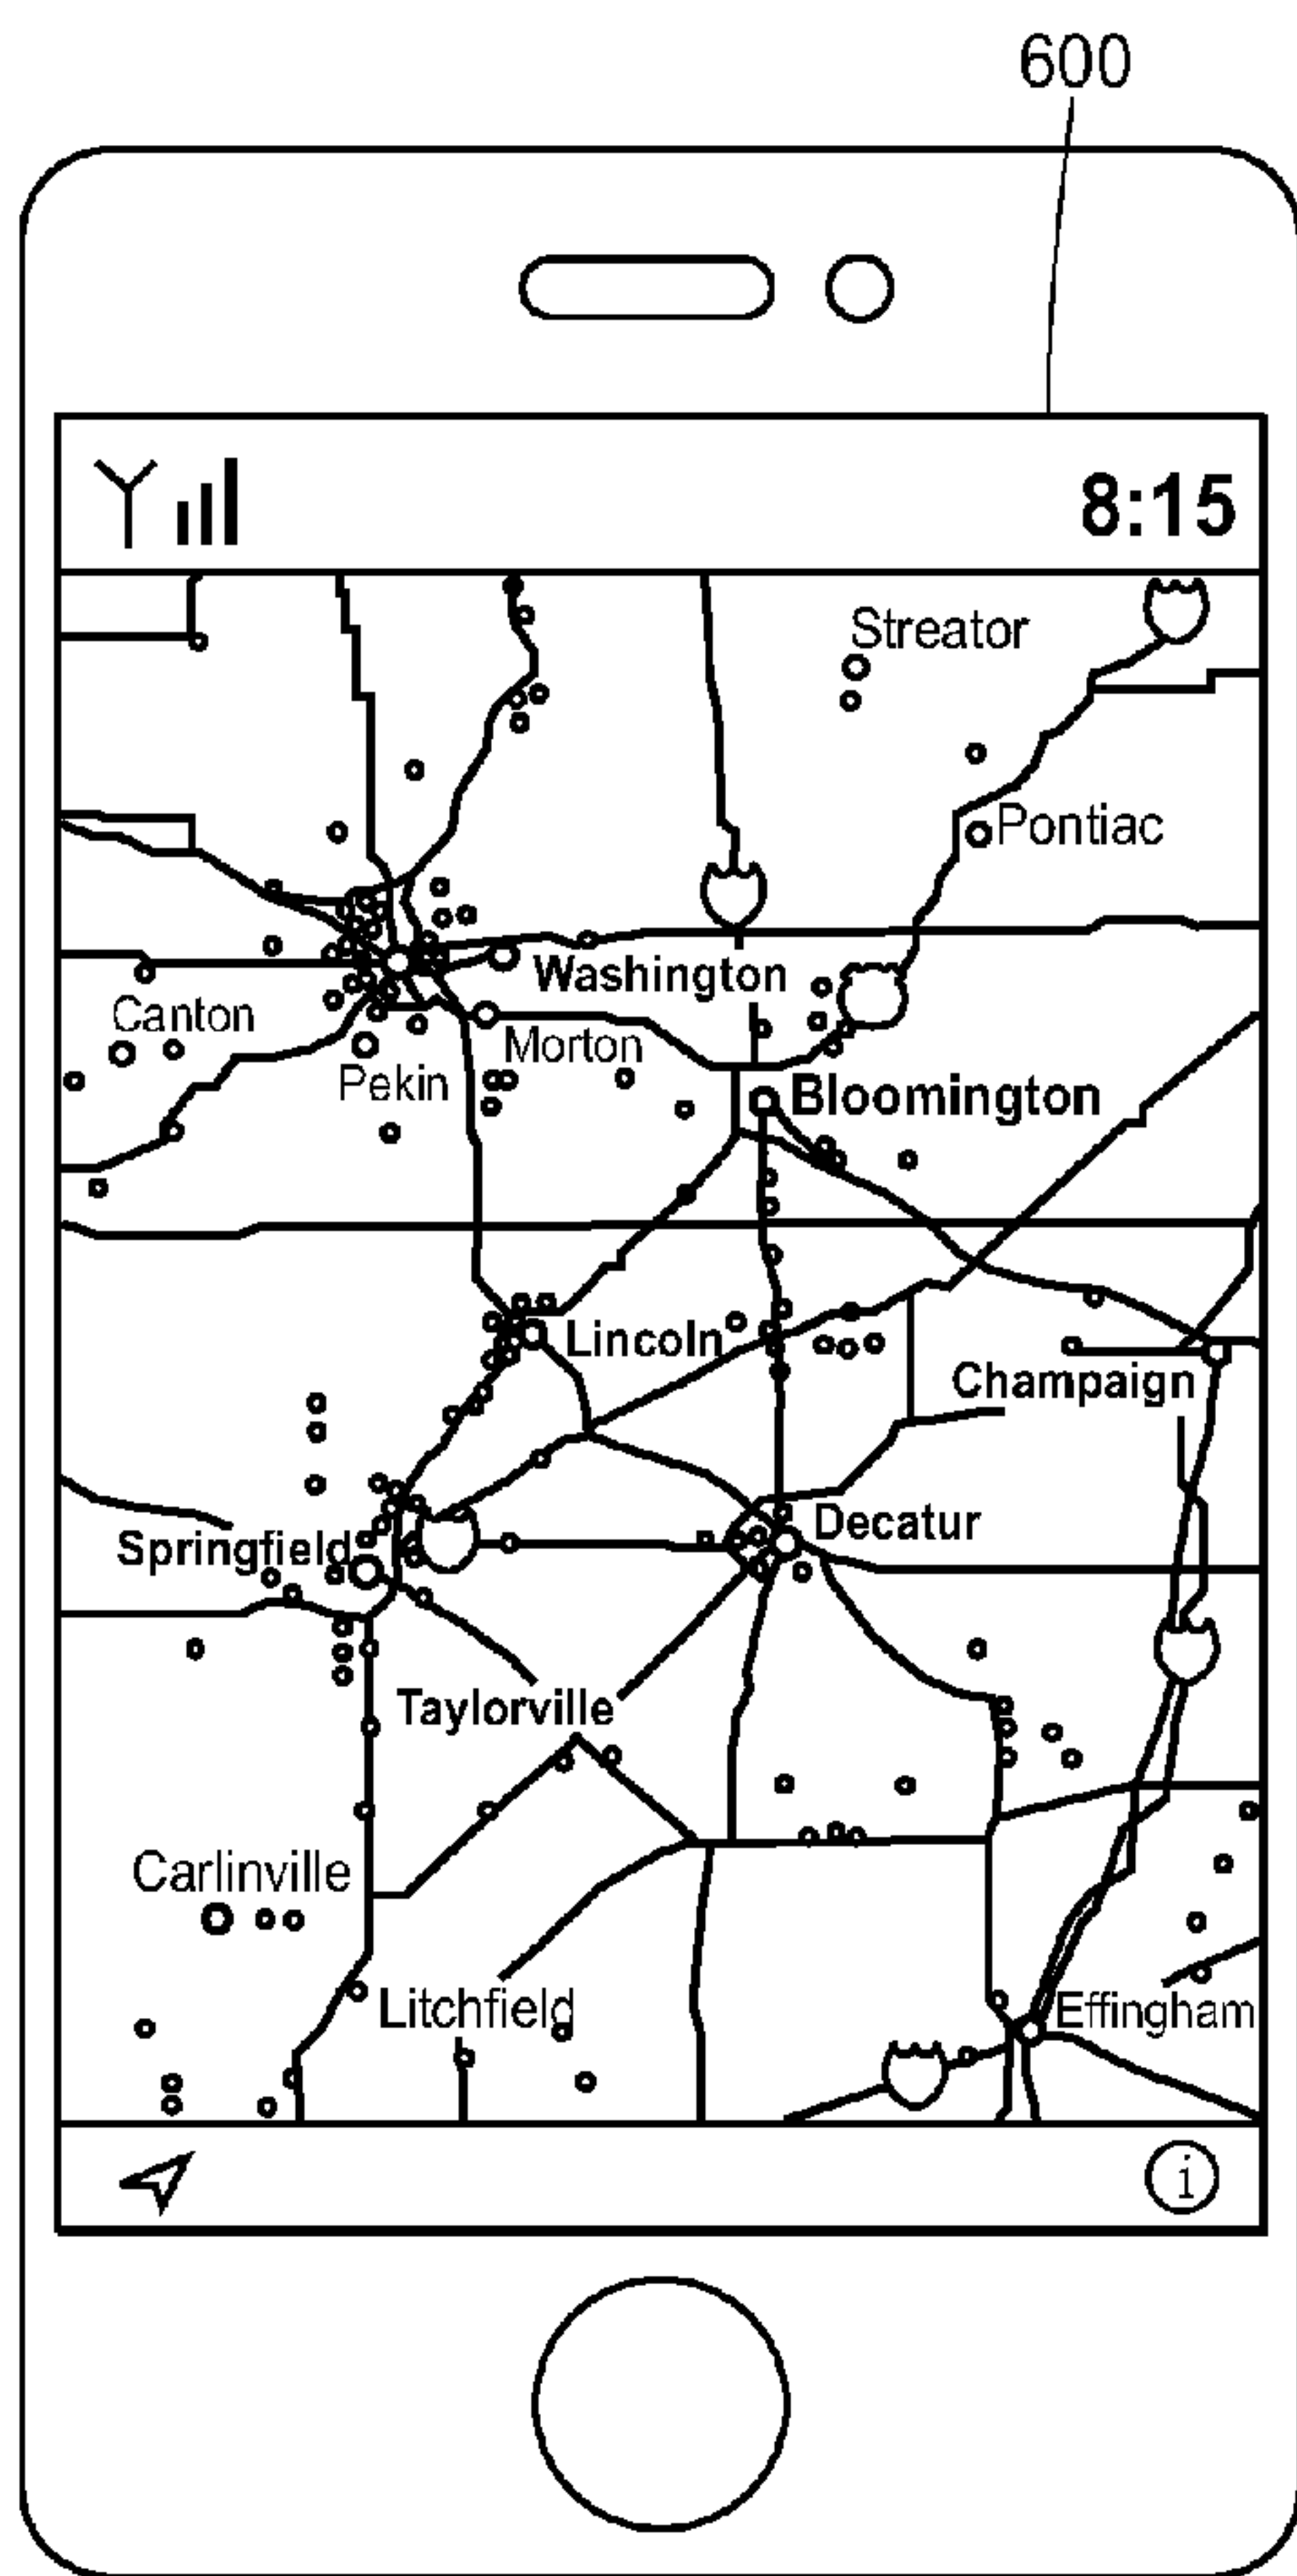 600
8:15
Streator
Pontiac
Washington
Canton
Morton
Pekin
Bloomington
Lincoln
Champaign
Decatur
Springfield
Taylorville
Carlinville
Litchfield
Effingham
i